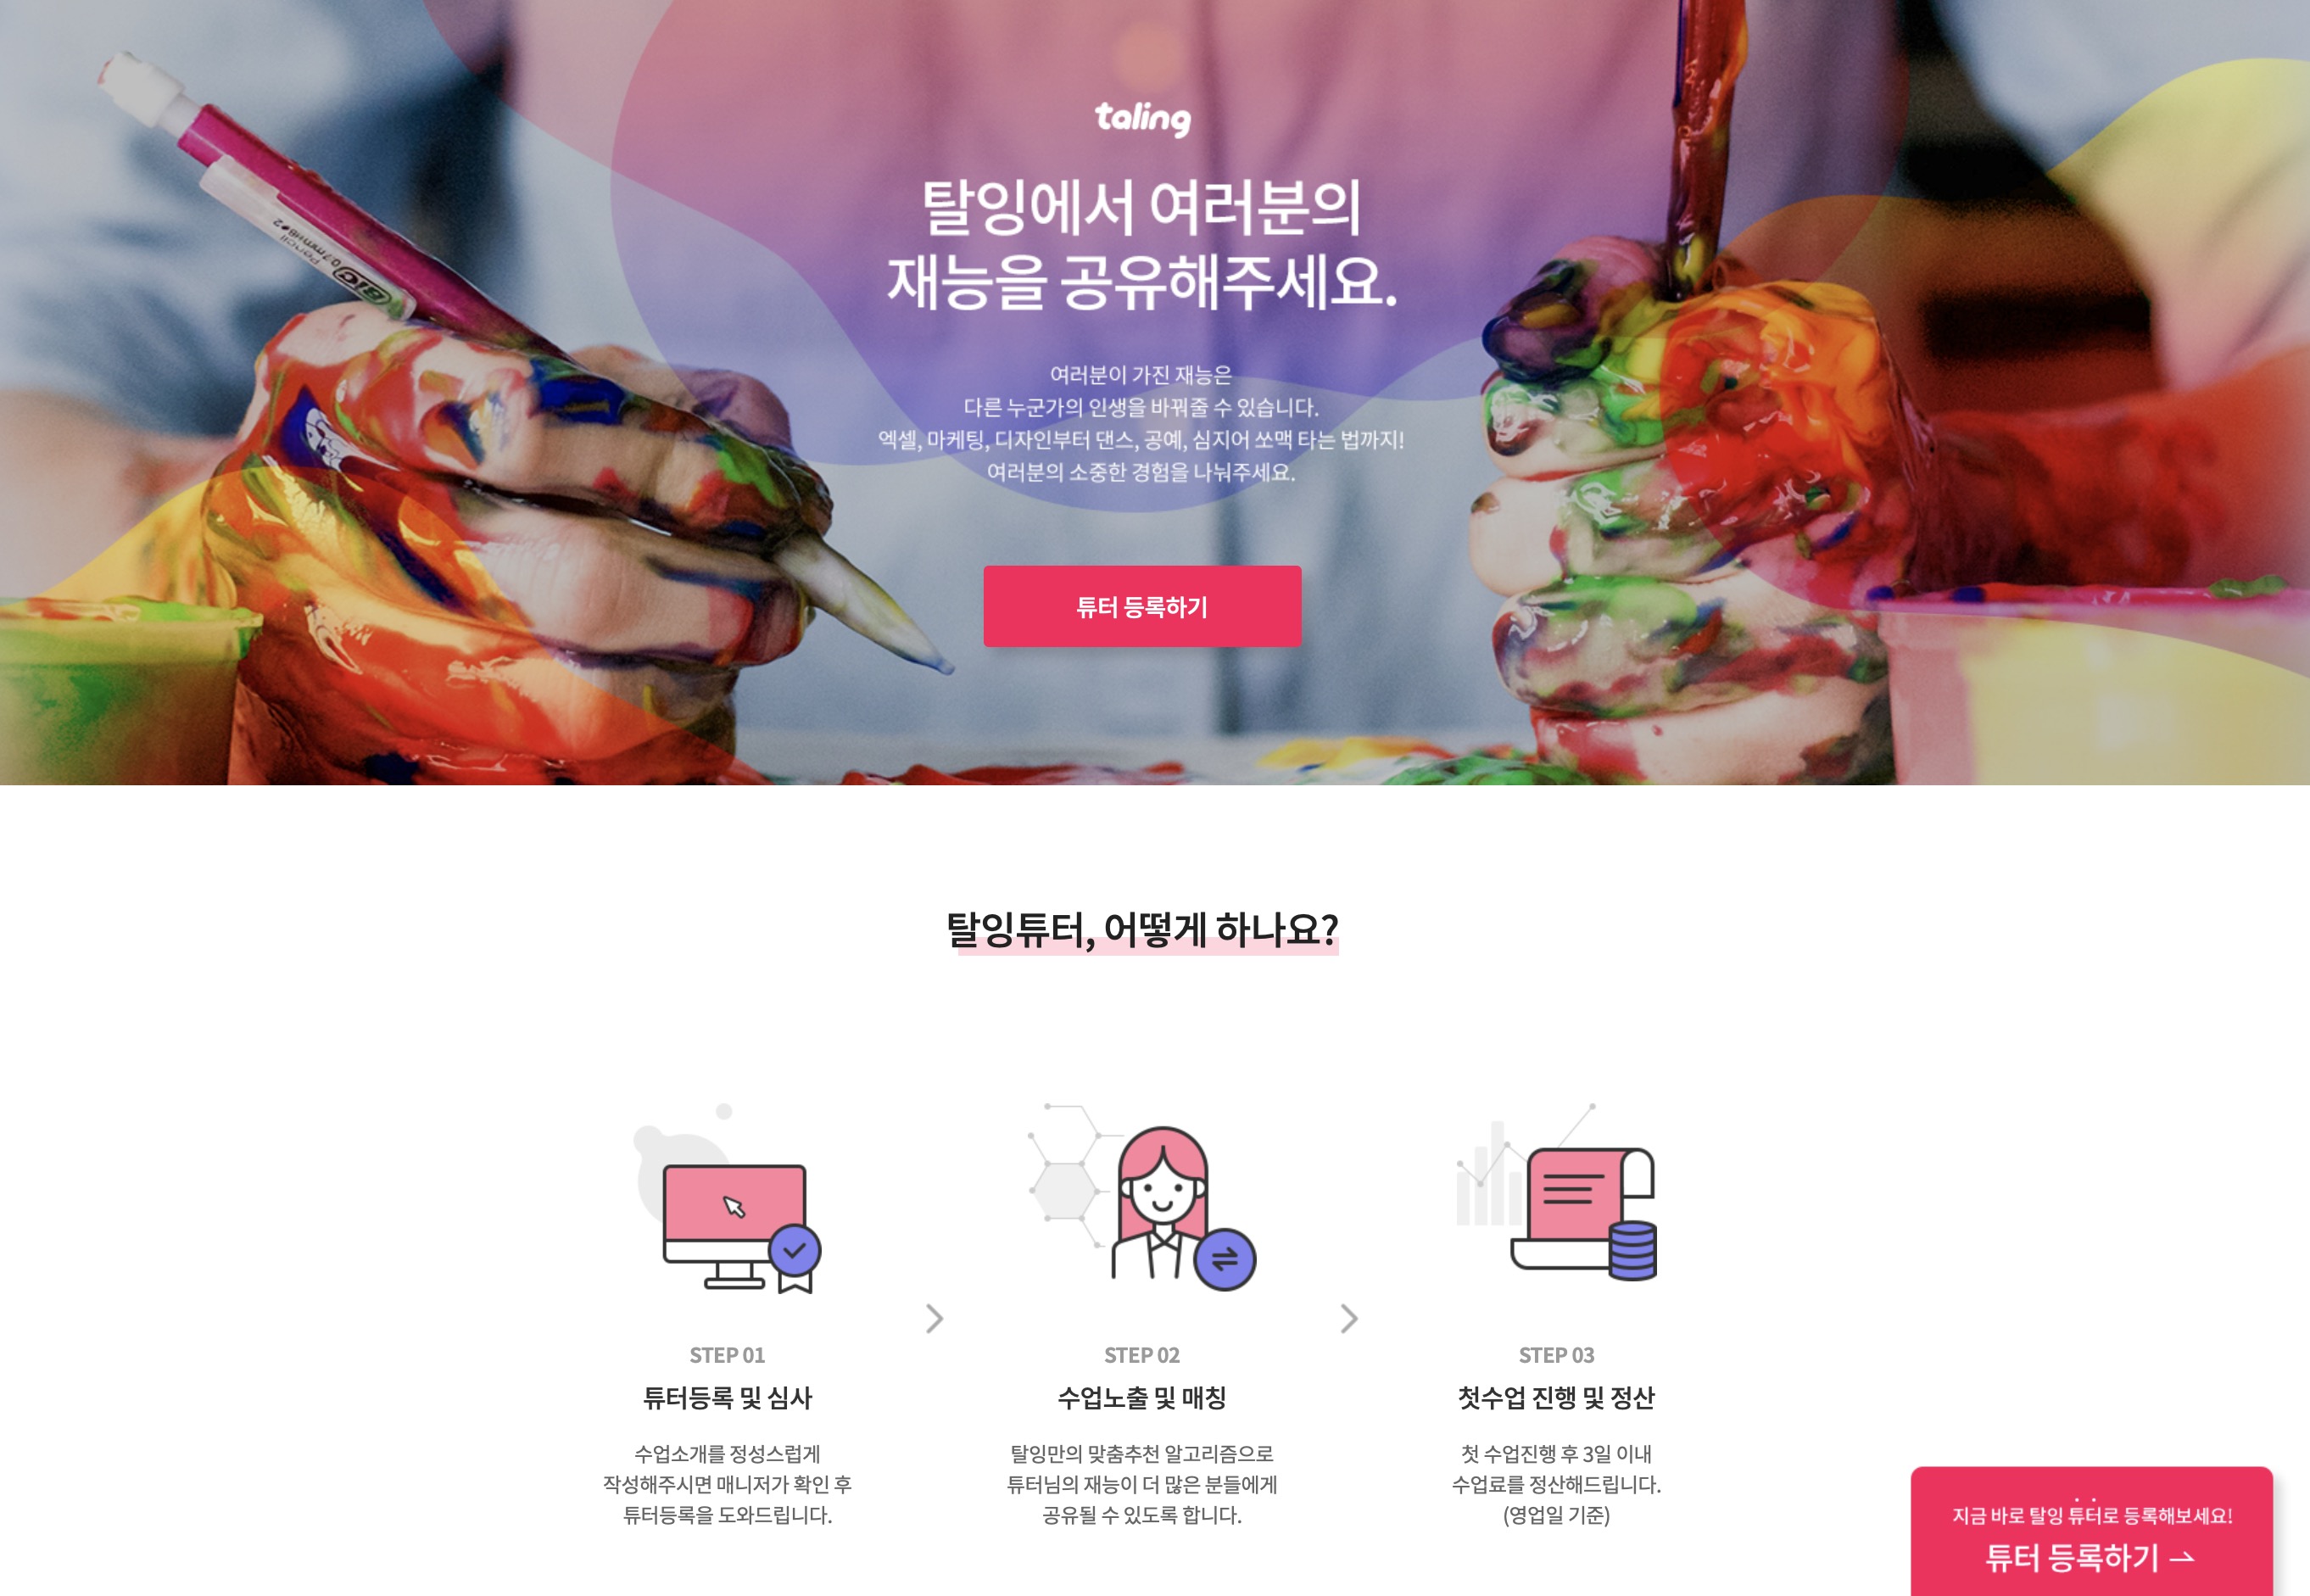 taling
탈잉에서 여러분의
재능을 공유해주세요.
여러분이 가진 재능은
다른 누군가의 인생을 바꿔줄 수 있습니다.
엑셀, 마케팅, 디자인부터 댄스, 공예, 심지어 쏘맥 타는 법까지!
여러분의 소중한 경험을 나눠주세요.
튜터 등록하기
BIC
Pencil
0.7mm HB #2
탈잉튜터, 어떻게 하나요?
STEP 01
튜터등록 및 심사
수업소개를 정성스럽게
작성해주시면 매니저가 확인 후
튜터등록을 도와드립니다.
STEP 02
수업노출 및 매칭
탈잉만의 맞춤추천 알고리즘으로
튜터님의 재능이 더 많은 분들에게
공유될 수 있도록 합니다.
STEP 03
첫수업 진행 및 정산
첫 수업진행 후 3일 이내
수업료를 정산해드립니다.
(영업일 기준)
지금 바로 탈잉 튜터로 등록해보세요!
튜터 등록하기